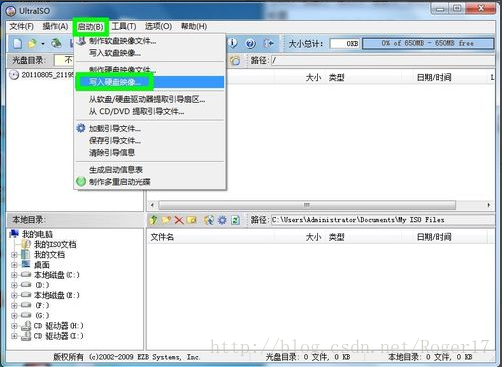 UltraISO
文件(F) 操作(A) 启动(B) 工具(T) 选项(O) 帮助(H)
制作软盘映像文件...
写入软盘映像...
大小总计: 0KB 0% of 650MB - 650MB free
光盘目录: 不 路径: /
制作硬盘映像文件...
20110805_21195 大小 类型 日期/时间
写入硬盘映像...
从软盘/硬盘驱动器提取引导扇区...
从 CD/DVD 提取引导文件...
加载引导文件...
保存引导文件...
清除引导信息
生成启动信息表
制作多重启动光碟
本地目录: 路径: C:\Users\Administrator\Documents\My ISO Files
我的电脑 文件名 大小 类型 日期/时间
我的ISO文档
我的文档
桌面
本地磁盘(C:)
(D:)
本地磁盘(E:)
(F:)
(G:)
CD 驱动器(H:)
CD 驱动器(I:)
http://blog.csdn.net/Roger17
版权所有 (c)2002-2009 EZB Systems, Inc. 光盘目录: 0 文件, 0 KB 本地目录: 0 文件, 0 KB